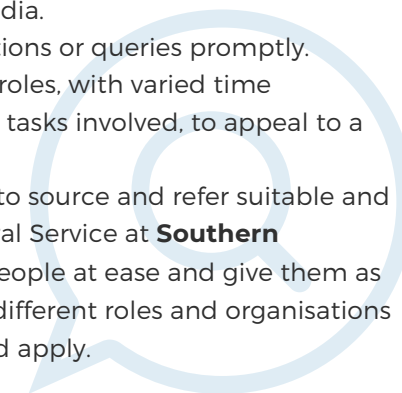 dia.
tions or queries promptly.
roles, with varied time
tasks involved, to appeal to a
to source and refer suitable and
al Service at Southern
eople at ease and give them as
different roles and organisations
d apply.